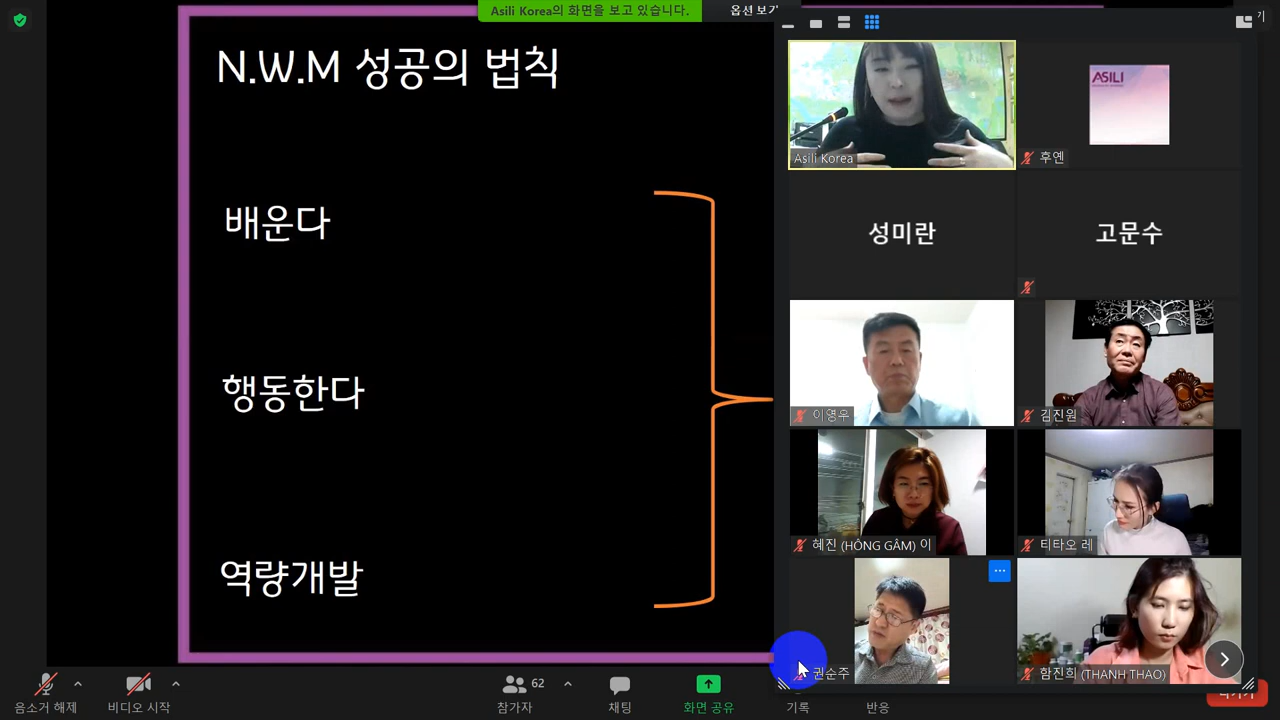 Asili Korea의 화면을 보고 있습니다.
옵션 보기
N.W.M 성공의 법칙
배운다
행동한다
역량개발
Asili Korea
ASILI
후옌
성미란
고문수
이영우
김진원
혜진 (HỒNG GẤM) 이
티타오 레
권순주
함진희 (THANH THAO)
음소거 해제
비디오 시작
62
참가자
채팅
화면 공유
기록
반응